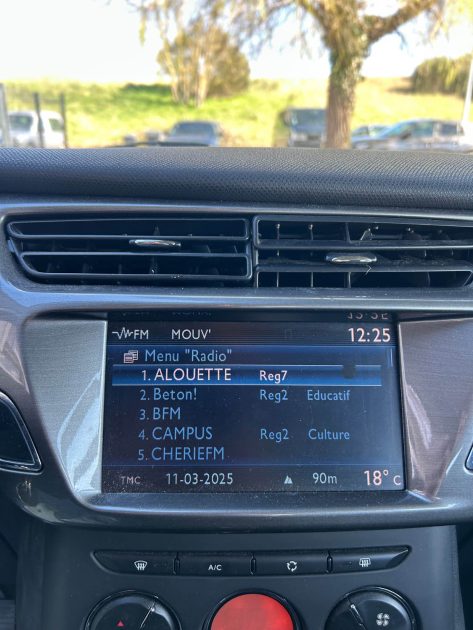 FM MOUV' 12:25
Menu "Radio"
1. ALOUETTE Reg7
2. Beton! Reg2 Educatif
3. BFM
4. CAMPUS Reg2 Culture
5. CHERIEFM
TMC 11-03-2025 90m 18° C
A/C